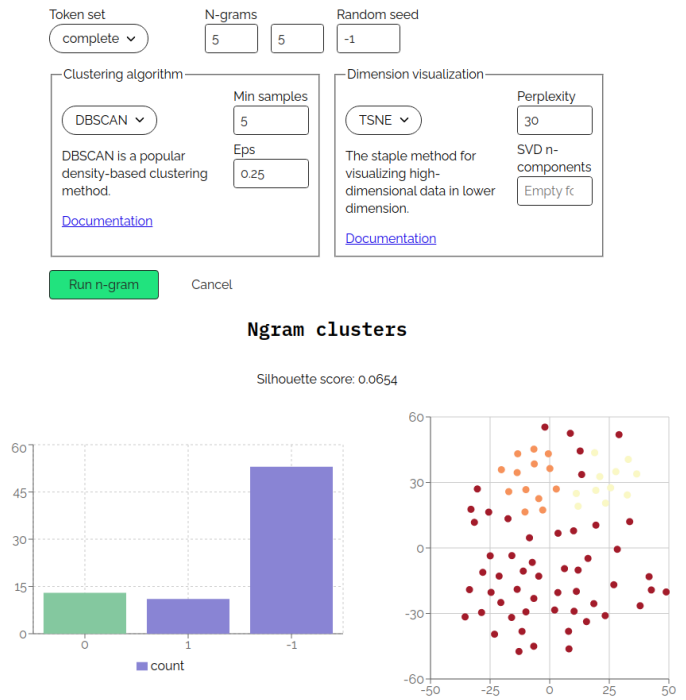 Token set N-grams Random seed
complete 5 5 -1
Clustering algorithm
DBSCAN
Min samples
5
Eps
0.25
DBSCAN is a popular
density-based clustering
method.
Documentation
Dimension visualization
TSNE
Perplexity
30
SVD n-
components
Empty fc
The staple method for
visualizing high-
dimensional data in lower
dimension.
Documentation
Run n-gram Cancel
Ngram clusters
Silhouette score: 0.0654
60
45
30
15
0
0 1 -1
count
60
30
0
-30
-60
-50 -25 0 25 50